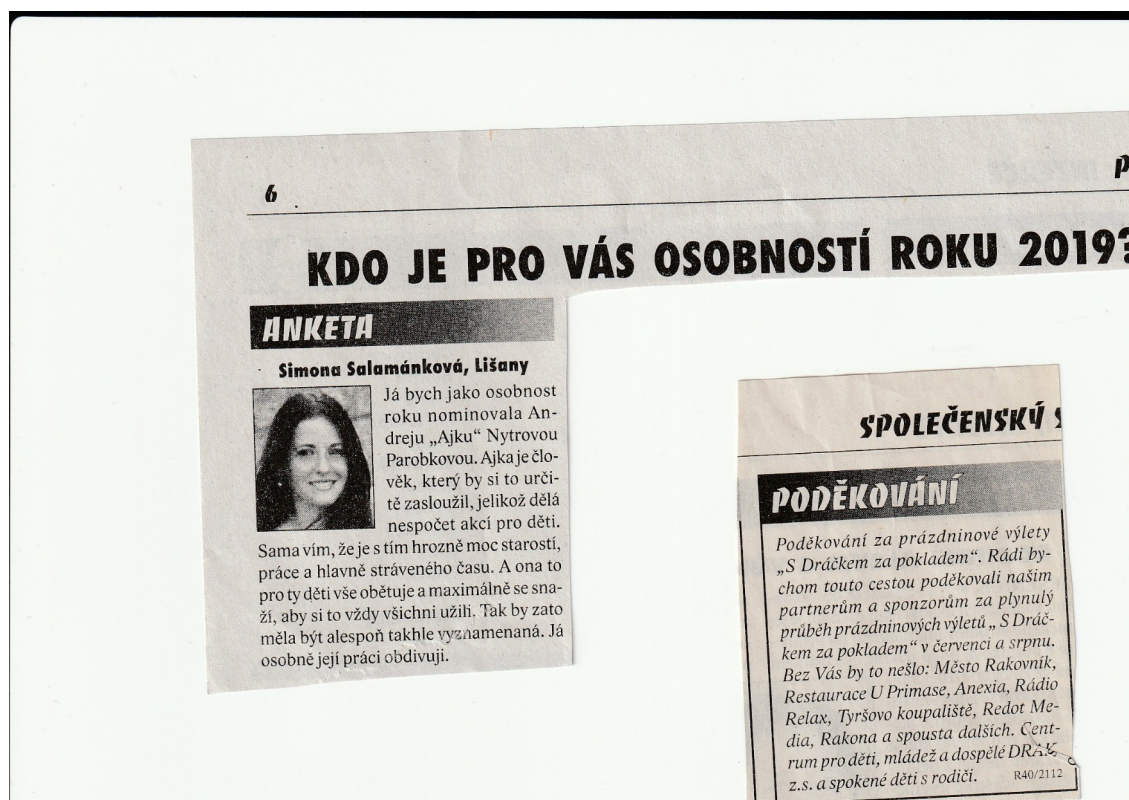 6
KDO JE PRO VÁS OSOBNOSTÍ ROKU 2019?
ANKETA
Simona Salamánková, Lišany
Já bych jako osobnost
roku nominovala An-
dreju „Ajku“ Nytrovou
Parobkovou. Ajka je člo-
věk, který by si to urči-
tě zasloužil, jelikož dělá
nespočet akcí pro děti.
Sama vím, že je s tím hrozně moc starostí,
práce a hlavně stráveného času. A ona to
pro ty děti vše obětuje a maximálně se sna-
ží, aby si to vždy všichni užili. Tak by zato
měla být alespoň takhle vyznamenaná. Já
osobně její práci obdivuji.
SPOLEČENSKÝ
PODĚKOVÁNÍ
Poděkování za prázdninové výlety
„S Dráčkem za pokladem“. Rádi by-
chom touto cestou poděkovali našim
partnerům a sponzorům za plynulý
průběh prázdninových výletů „ S Dráč-
kem za pokladem“ v červenci a srpnu.
Bez Vás by to nešlo: Město Rakovník,
Restaurace U Primase, Anexia, Rádio
Relax, Tyršovo koupaliště, Redot Me-
dia, Rakona a spousta dalších. Cent-
rum pro děti, mládež a dospělé DRAK,
z.s. a spokené děti s rodiči. R40/2112